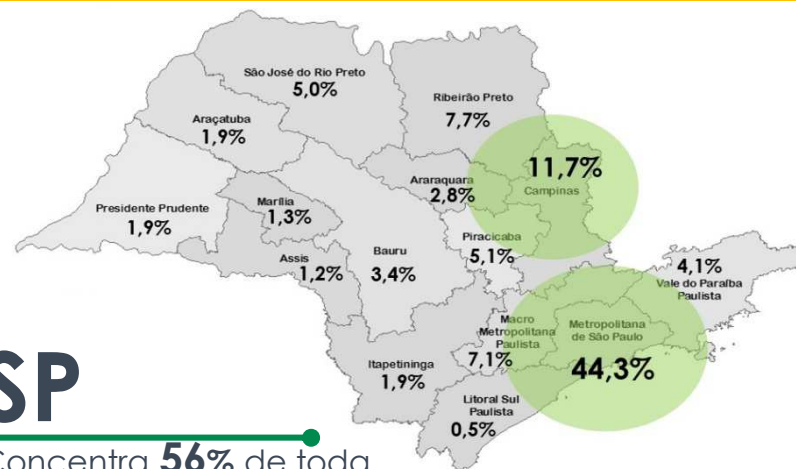 São José do Rio Preto
5,0%
Ribeirão Preto
7,7%
Araçatuba
1,9%
11,7%
Campinas
Araraquara
2,8%
Presidente Prudente
1,9%
Marília
1,3%
Piracicaba
5,1%
Bauru
3,4%
Assis
1,2%
4,1%
Vale do Paraíba
Paulista
Macro
Metropolitana
Paulista
7,1%
Metropolitana
de São Paulo
44,3%
Itapetininga
1,9%
Litoral Sul
Paulista
0,5%
SP
Concentra 56% de toda